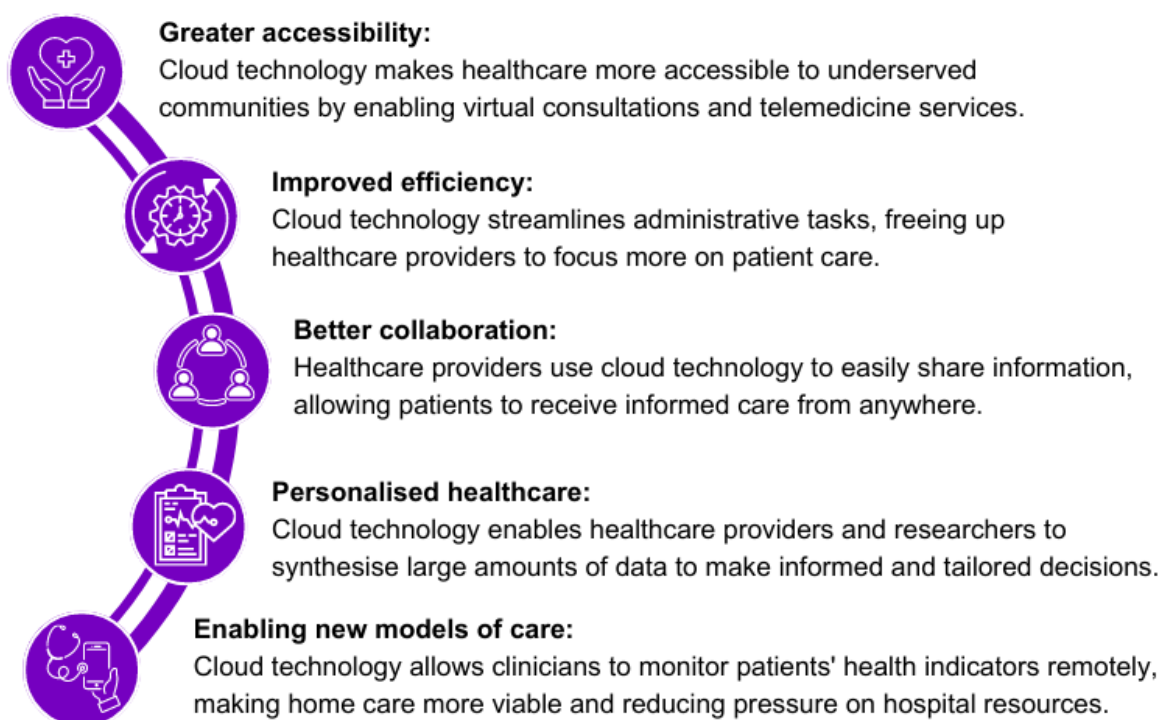 Greater accessibility:
Cloud technology makes healthcare more accessible to underserved
communities by enabling virtual consultations and telemedicine services.
Improved efficiency:
Cloud technology streamlines administrative tasks, freeing up
healthcare providers to focus more on patient care.
Better collaboration:
Healthcare providers use cloud technology to easily share information,
allowing patients to receive informed care from anywhere.
Personalised healthcare:
Cloud technology enables healthcare providers and researchers to
synthesise large amounts of data to make informed and tailored decisions.
Enabling new models of care:
Cloud technology allows clinicians to monitor patients' health indicators remotely,
making home care more viable and reducing pressure on hospital resources.